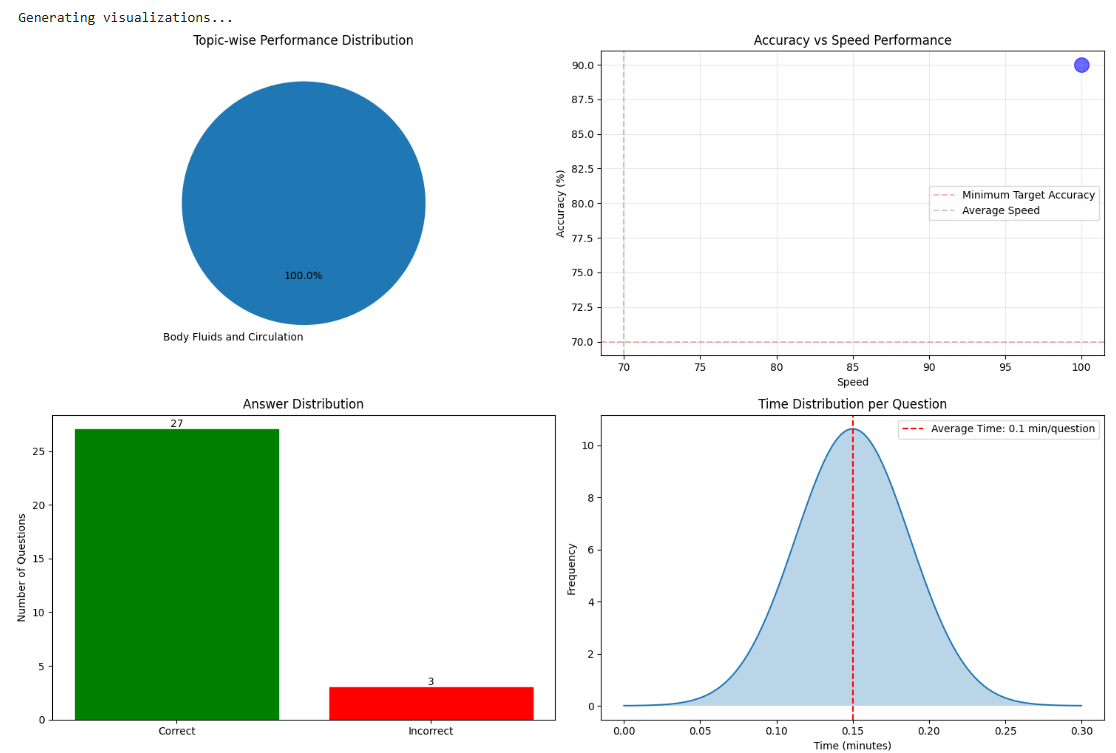 Generating visualizations...
Topic-wise Performance Distribution
100.0%
Body Fluids and Circulation
Accuracy vs Speed Performance
Accuracy (%)
90.0
87.5
85.0
82.5
80.0
77.5
75.0
72.5
70.0
Minimum Target Accuracy
Average Speed
70 75 80 85 90 95 100
Speed
Answer Distribution
Number of Questions
25
20
15
10
5
0
27
3
Correct Incorrect
Time Distribution per Question
Frequency
10
8
6
4
2
0
Average Time: 0.1 min/question
0.00 0.05 0.10 0.15 0.20 0.25 0.30
Time (minutes)